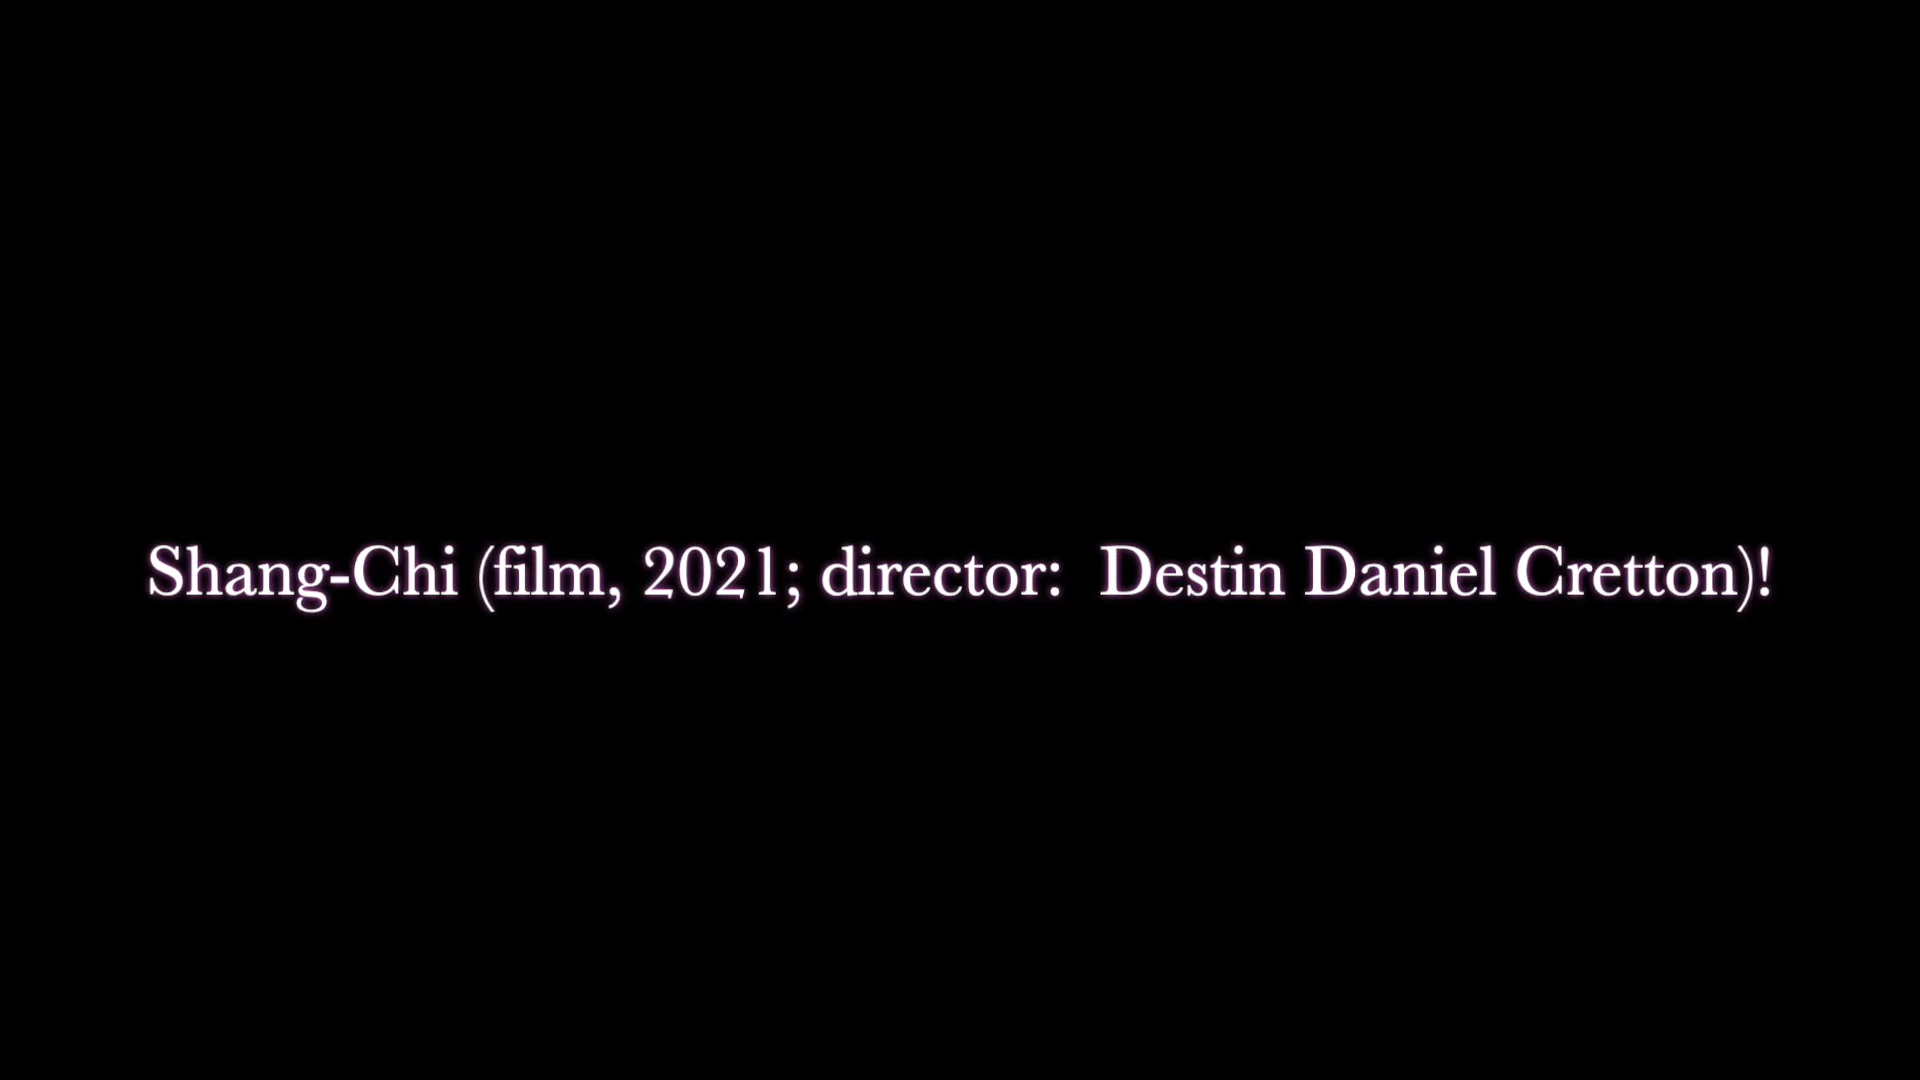 Shang-Chi (film, 2021; director:  Destin Daniel Cretton)!